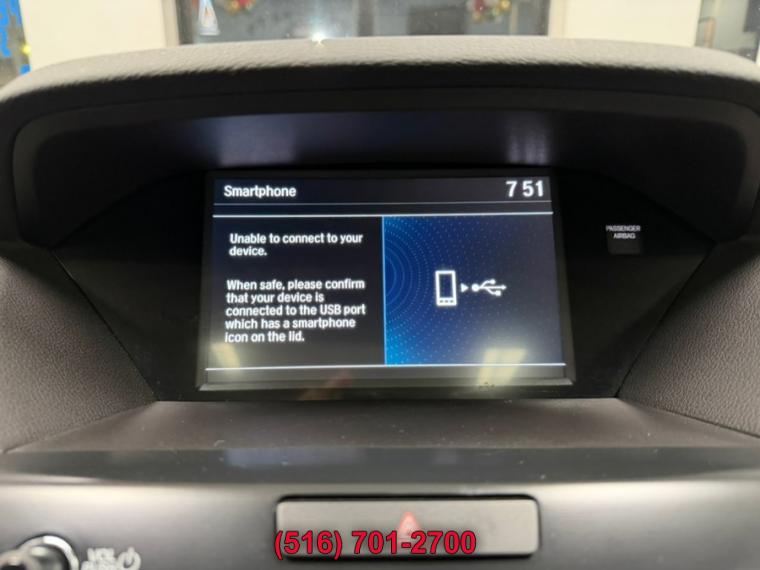 Smartphone 7 51
Unable to connect to your
device.
When safe, please confirm
that your device is
connected to the USB port
which has a smartphone
icon on the lid.
PASSENGER
AIRBAG
VOL
(516) 701-2700